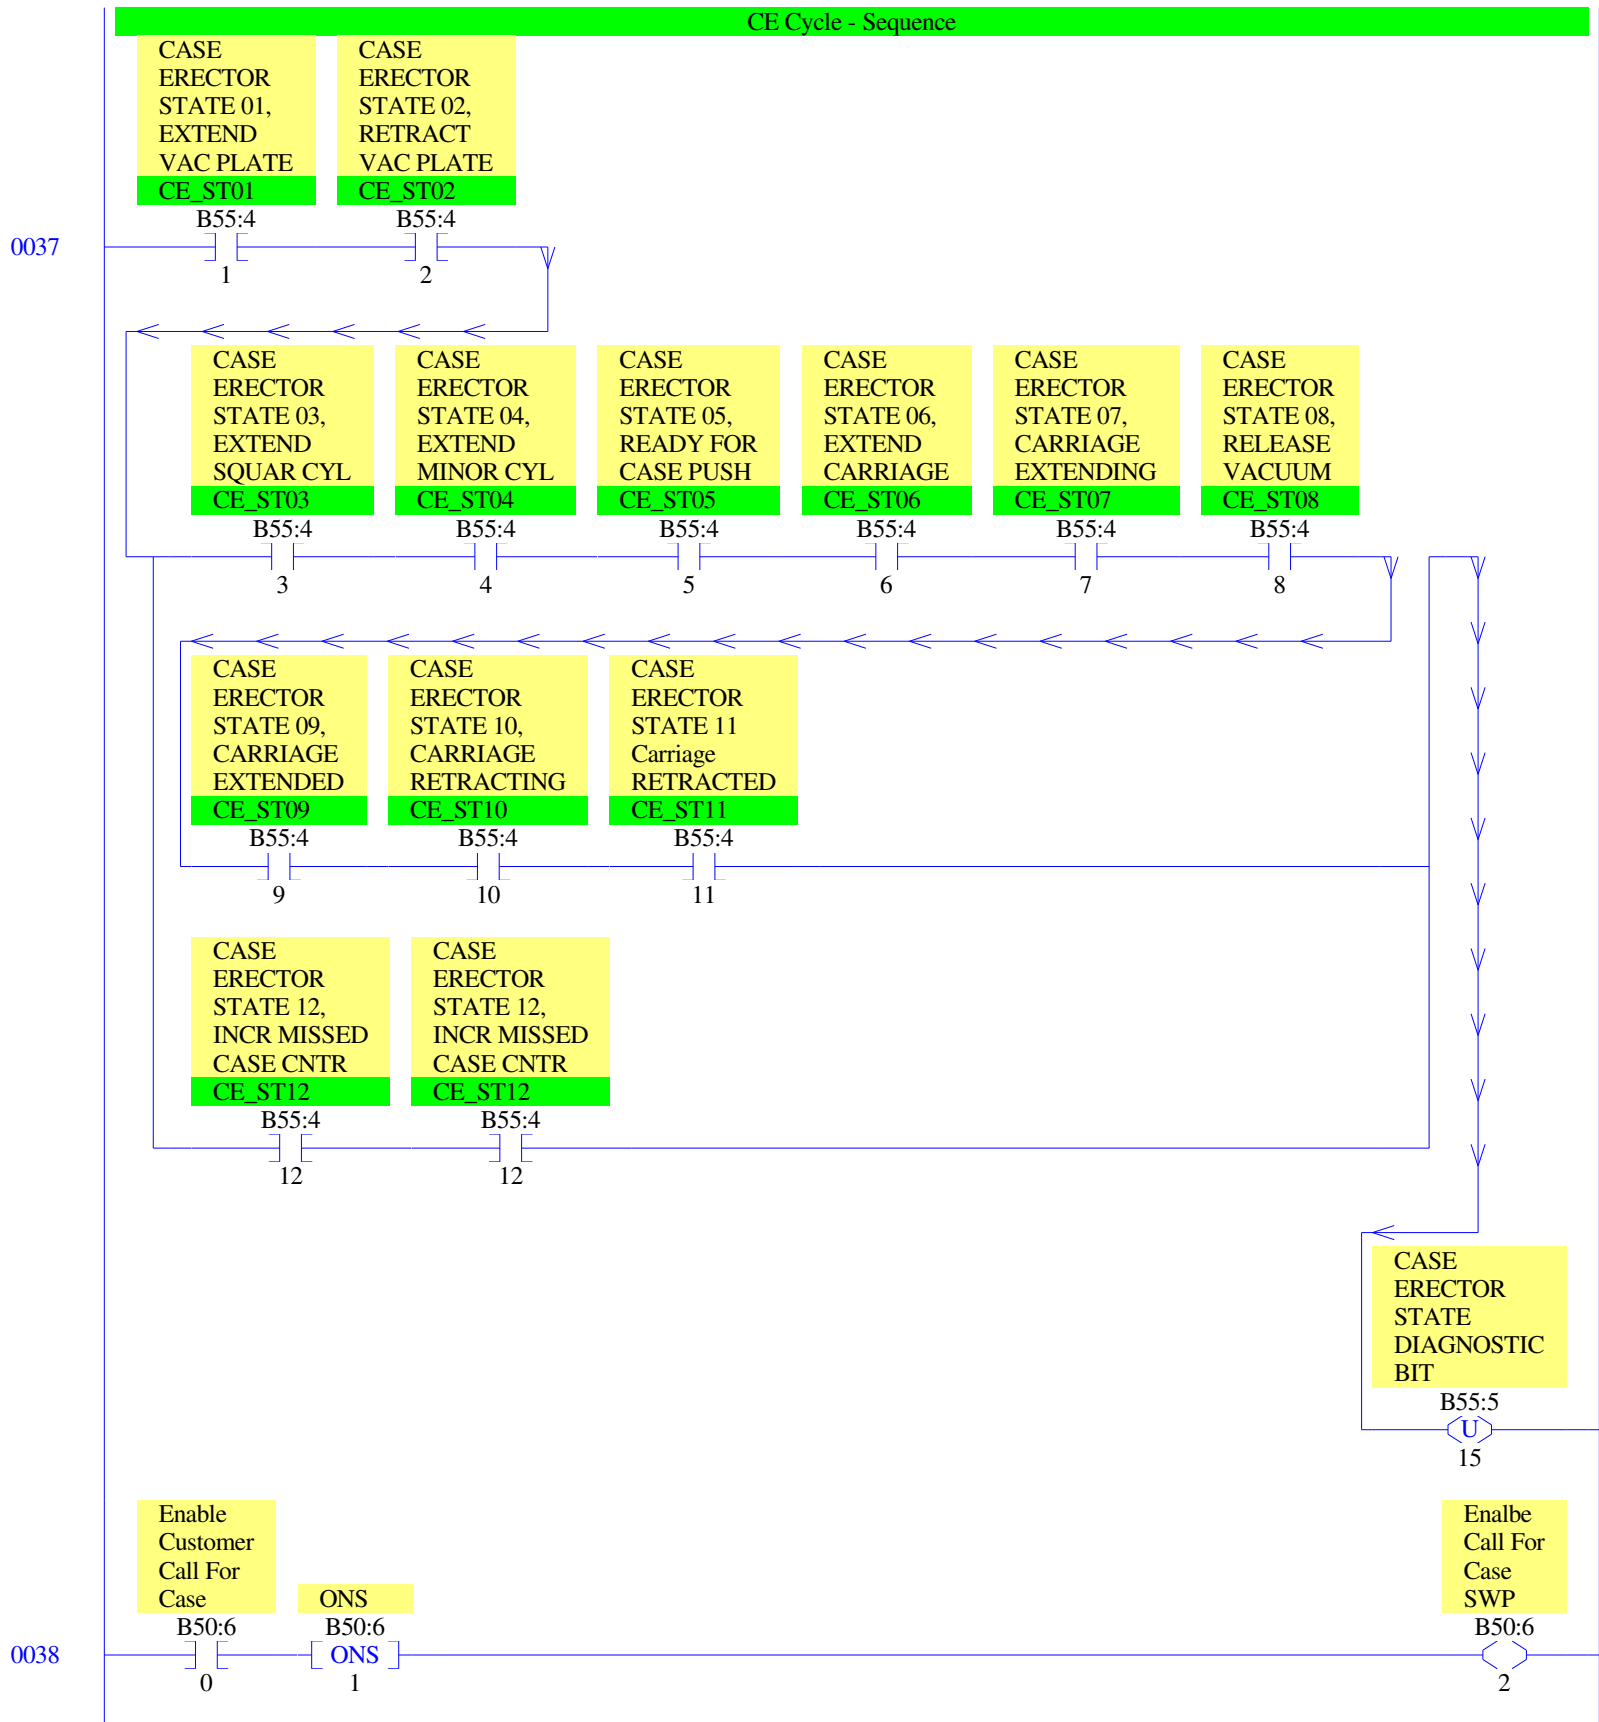 CE Cycle - Sequence
CASE
ERECTOR
STATE 01,
EXTEND
VAC PLATE
CE_ST01
B55:4
1
CASE
ERECTOR
STATE 02,
RETRACT
VAC PLATE
CE_ST02
B55:4
2
0037
CASE
ERECTOR
STATE 03,
EXTEND
SQUAR CYL
CE_ST03
B55:4
3
CASE
ERECTOR
STATE 04,
EXTEND
MINOR CYL
CE_ST04
B55:4
4
CASE
ERECTOR
STATE 05,
READY FOR
CASE PUSH
CE_ST05
B55:4
5
CASE
ERECTOR
STATE 06,
EXTEND
CARRIAGE
CE_ST06
B55:4
6
CASE
ERECTOR
STATE 07,
CARRIAGE
EXTENDING
CE_ST07
B55:4
7
CASE
ERECTOR
STATE 08,
RELEASE
VACUUM
CE_ST08
B55:4
8
CASE
ERECTOR
STATE 09,
CARRIAGE
EXTENDED
CE_ST09
B55:4
9
CASE
ERECTOR
STATE 10,
CARRIAGE
RETRACTING
CE_ST10
B55:4
10
CASE
ERECTOR
STATE 11
Carriage
RETRACTED
CE_ST11
B55:4
11
CASE
ERECTOR
STATE 12,
INCR MISSED
CASE CNTR
CE_ST12
B55:4
12
CASE
ERECTOR
STATE 12,
INCR MISSED
CASE CNTR
CE_ST12
B55:4
12
CASE
ERECTOR
STATE
DIAGNOSTIC
BIT
B55:5
U
15
0038
Enable
Customer
Call For
Case
B50:6
0
ONS
B50:6
ONS
1
Enalbe
Call For
Case
SWP
B50:6
2